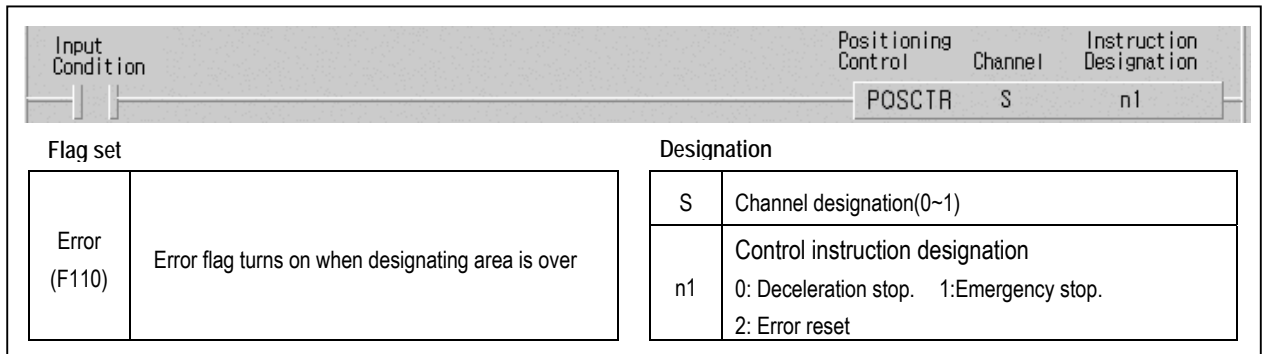 Input Condition
Positioning Control
Channel
Instruction Designation
POSCTR S n1
Flag set
Error (F110)
Error flag turns on when designating area is over
Designation
S Channel designation(0~1)
n1
Control instruction designation
0: Deceleration stop. 1:Emergency stop.
2: Error reset